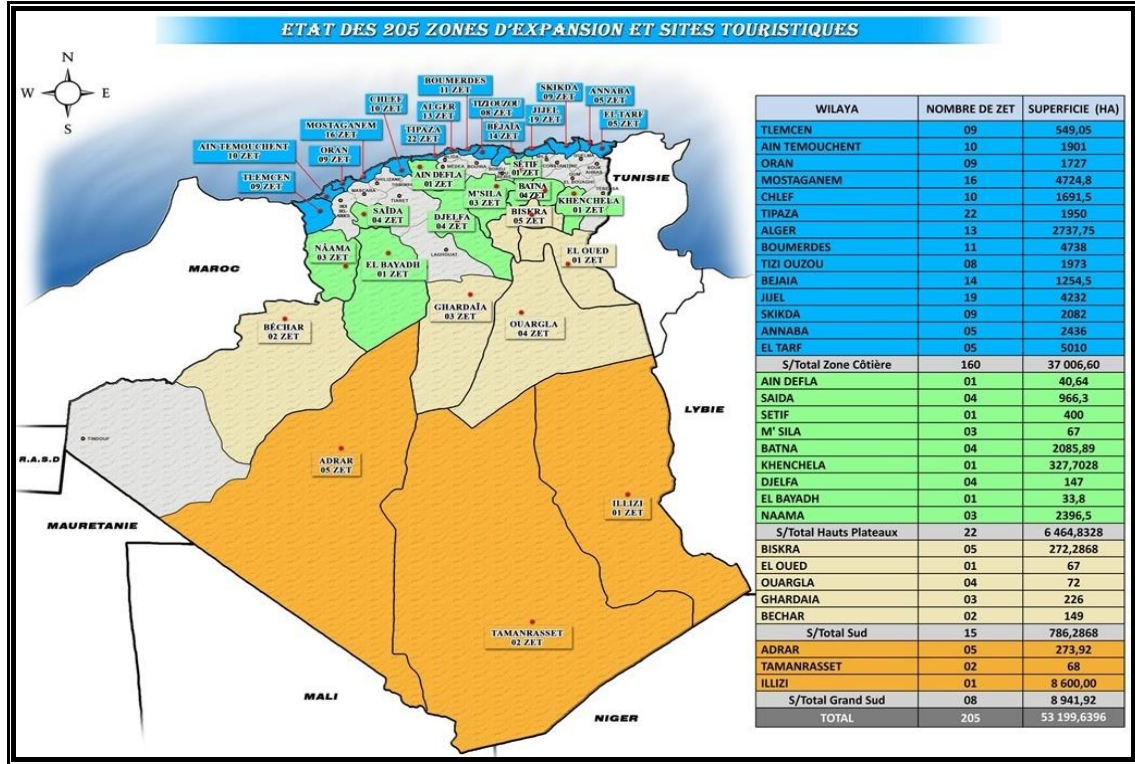 ETAT DES 205 ZONES D'EXPANSION ET SITES TOURISTIQUES
N
W E
S
BOUMERDES
11 ZET
SKIKDA
09 ZET
ANNABA
05 ZET
CHLEF
10 ZET
ALGER
13 ZET
TIZI OUZOU
08 ZET
JIJEL
19 ZET
EL TARF
05 ZET
MOSTAGANEM
16 ZET
TIPAZA
22 ZET
BEJAIA
14 ZET
AIN TEMOUCHENT
10 ZET
ORAN
09 ZET
TLEMCEN
09 ZET
AIN DEFLA
01 ZET
SÉTIF
01 ZET
M'SILA
03 ZET
BATNA
04 ZET
KHENCHELA
01 ZET
SAÏDA
04 ZET
DJELFA
04 ZET
BISKRA
05 ZET
NÂAMA
03 ZET
EL BAYADH
01 ZET
EL OUED
01 ZET
GHARDAÏA
03 ZET
OUARGLA
04 ZET
BÉCHAR
02 ZET
ADRAR
05 ZET
ILLIZI
01 ZET
TAMANRASSET
02 ZET
MEDEA
TIARET
MASCARA
LAGHOUAT
TINDOUF
TUNISIE
MAROC
LYBIE
R.A.S.D
MAURETANIE
MALI
NIGER
WILAYA NOMBRE DE ZET SUPERFICIE (HA)
TLEMCEN 09 549,05
AIN TEMOUCHENT 10 1901
ORAN 09 1727
MOSTAGANEM 16 4724,8
CHLEF 10 1691,5
TIPAZA 22 1950
ALGER 13 2737,75
BOUMERDES 11 4738
TIZI OUZOU 08 1973
BEJAIA 14 1254,5
JIJEL 19 4232
SKIKDA 09 2082
ANNABA 05 2436
EL TARF 05 5010
S/Total Zone Côtière 160 37 006,60
AIN DEFLA 01 40,64
SAIDA 04 966,3
SETIF 01 400
M' SILA 03 67
BATNA 04 2085,89
KHENCHELA 01 327,7028
DJELFA 04 147
EL BAYADH 01 33,8
NAAMA 03 2396,5
S/Total Hauts Plateaux 22 6 464,8328
BISKRA 05 272,2868
EL OUED 01 67
OUARGLA 04 72
GHARDAIA 03 226
BECHAR 02 149
S/Total Sud 15 786,2868
ADRAR 05 273,92
TAMANRASSET 02 68
ILLIZI 01 8 600,00
S/Total Grand Sud 08 8 941,92
TOTAL 205 53 199,6396